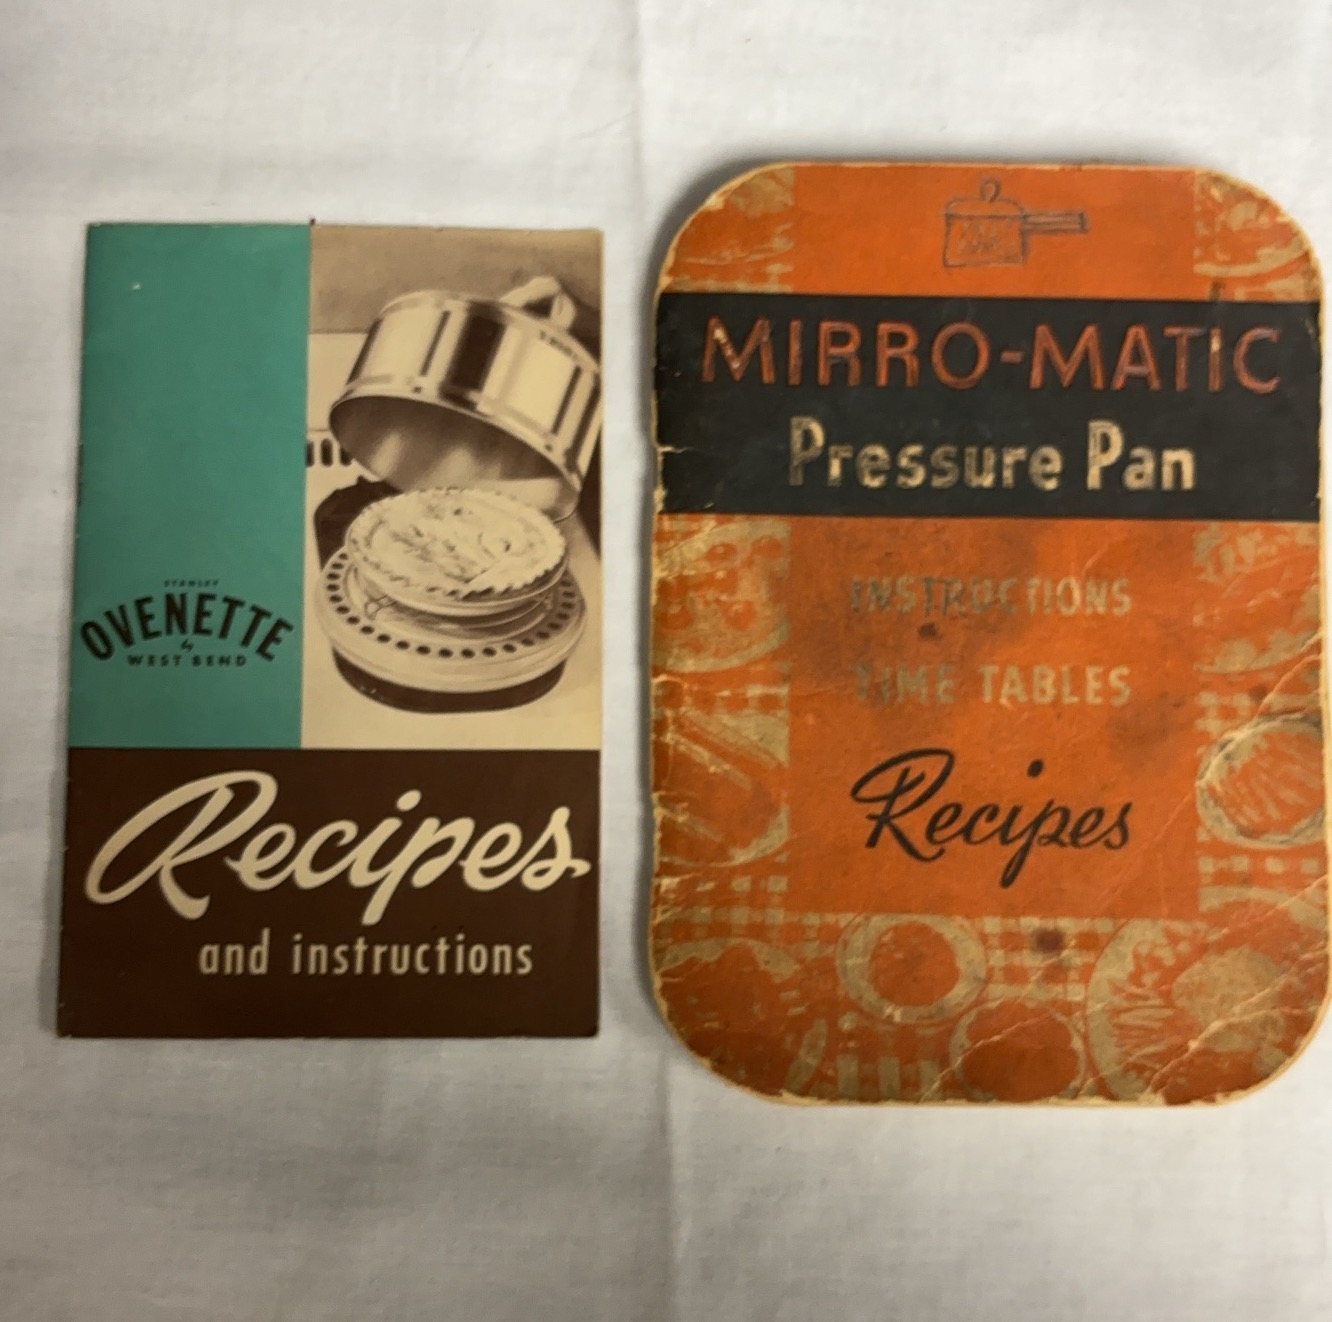 STANLEY
OVENETTE
by
WEST BEND
Recipes
and instructions
MIRRO-MATIC
Pressure Pan
INSTRUCTIONS
TIME TABLES
Recipes